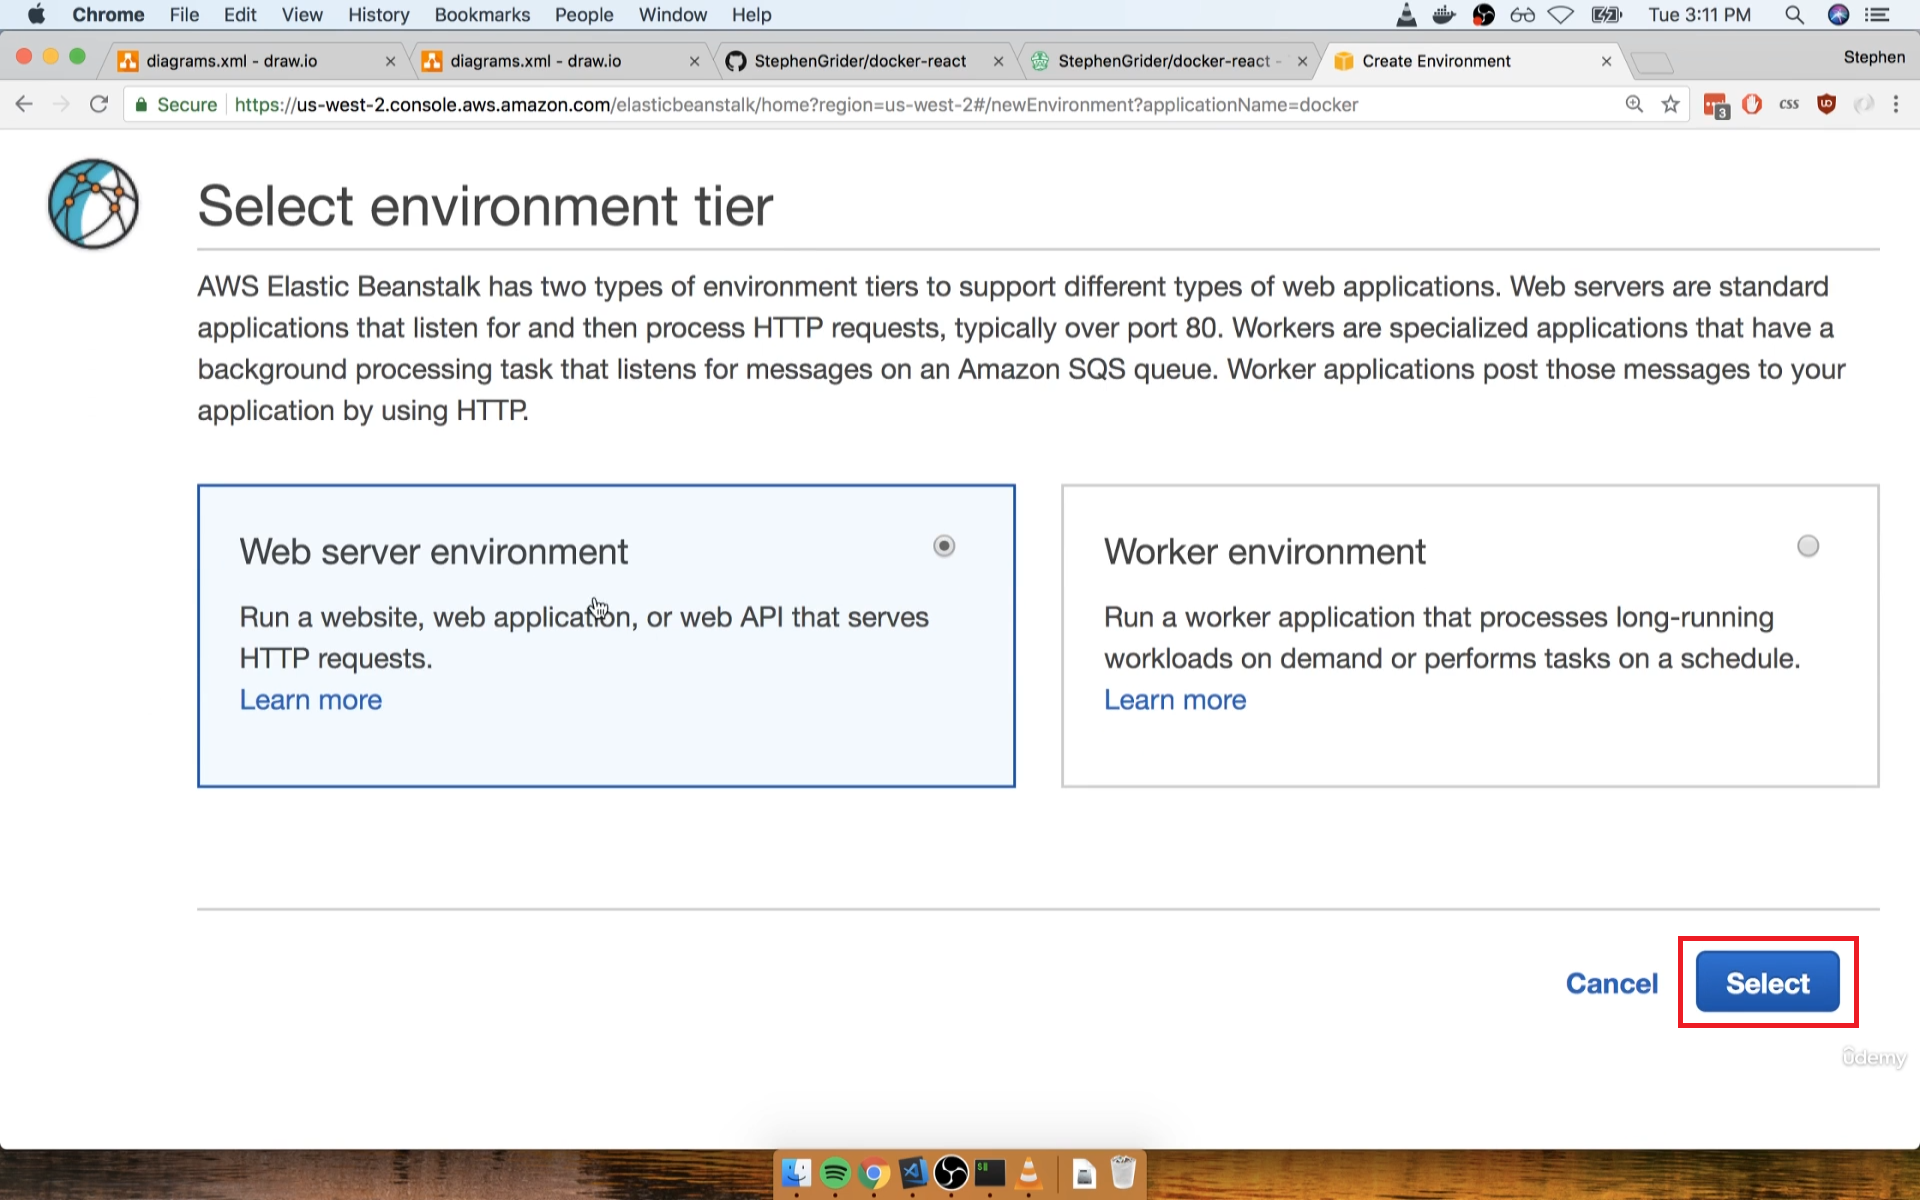 Chrome File Edit View History Bookmarks People Window Help Tue 3:11 PM
diagrams.xml - draw.io diagrams.xml - draw.io StephenGrider/docker-react StephenGrider/docker-react - Create Environment Stephen
Secure https://us-west-2.console.aws.amazon.com/elasticbeanstalk/home?region=us-west-2#/newEnvironment?applicationName=docker 3 css
Select environment tier
AWS Elastic Beanstalk has two types of environment tiers to support different types of web applications. Web servers are standard
applications that listen for and then process HTTP requests, typically over port 80. Workers are specialized applications that have a
background processing task that listens for messages on an Amazon SQS queue. Worker applications post those messages to your
application by using HTTP.
Web server environment
Run a website, web application, or web API that serves
HTTP requests.
Learn more
Worker environment
Run a worker application that processes long-running
workloads on demand or performs tasks on a schedule.
Learn more
Cancel Select
ûdemy